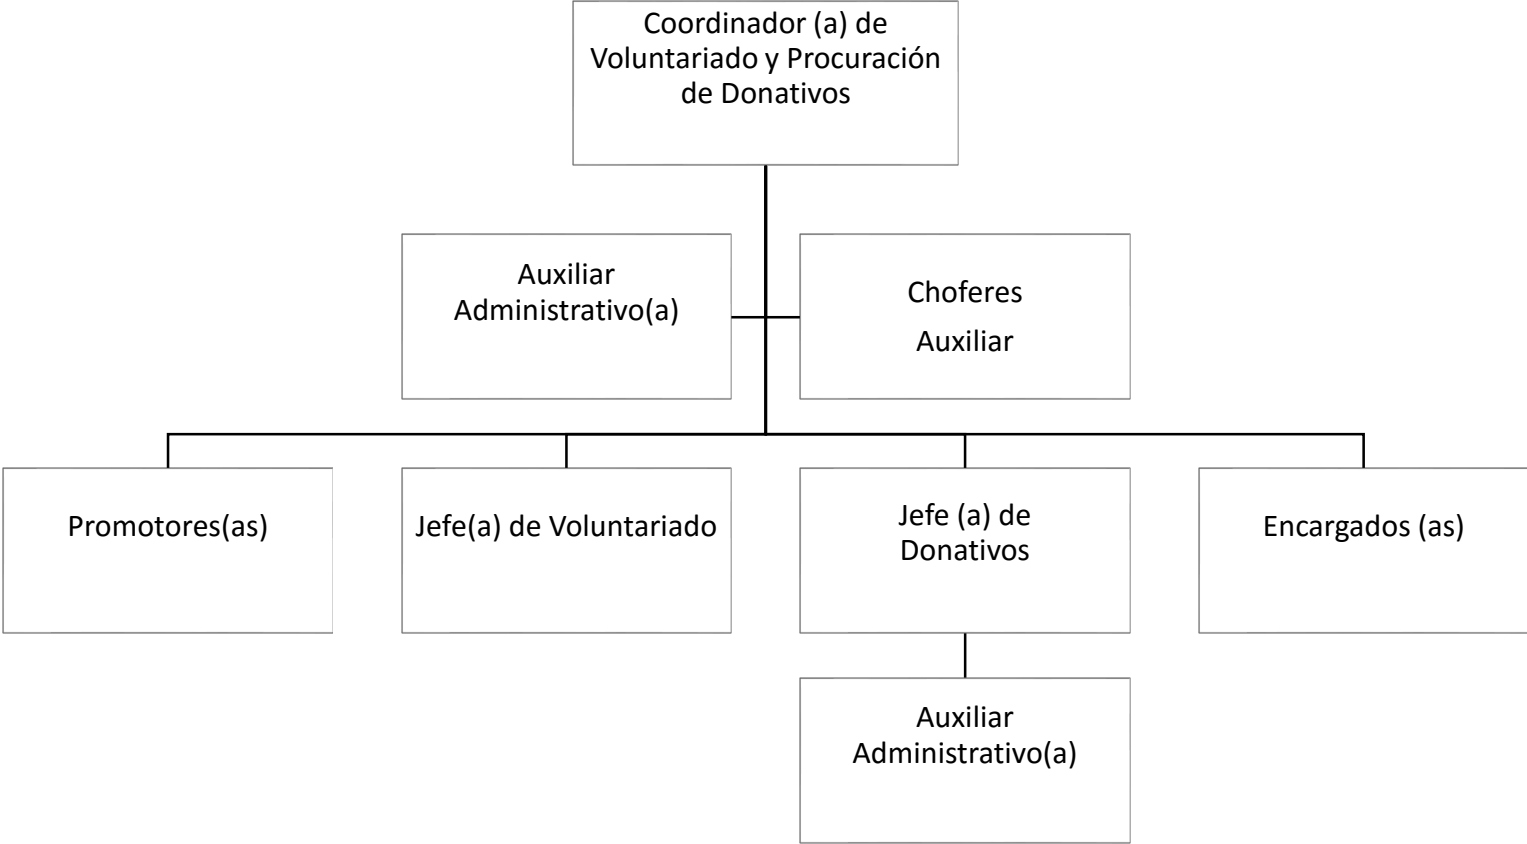 Coordinador (a) de
Voluntariado y Procuración
de Donativos
Auxiliar
Administrativo(a)
Choferes
Auxiliar
Promotores(as)
Jefe(a) de Voluntariado
Jefe (a) de
Donativos
Encargados (as)
Auxiliar
Administrativo(a)